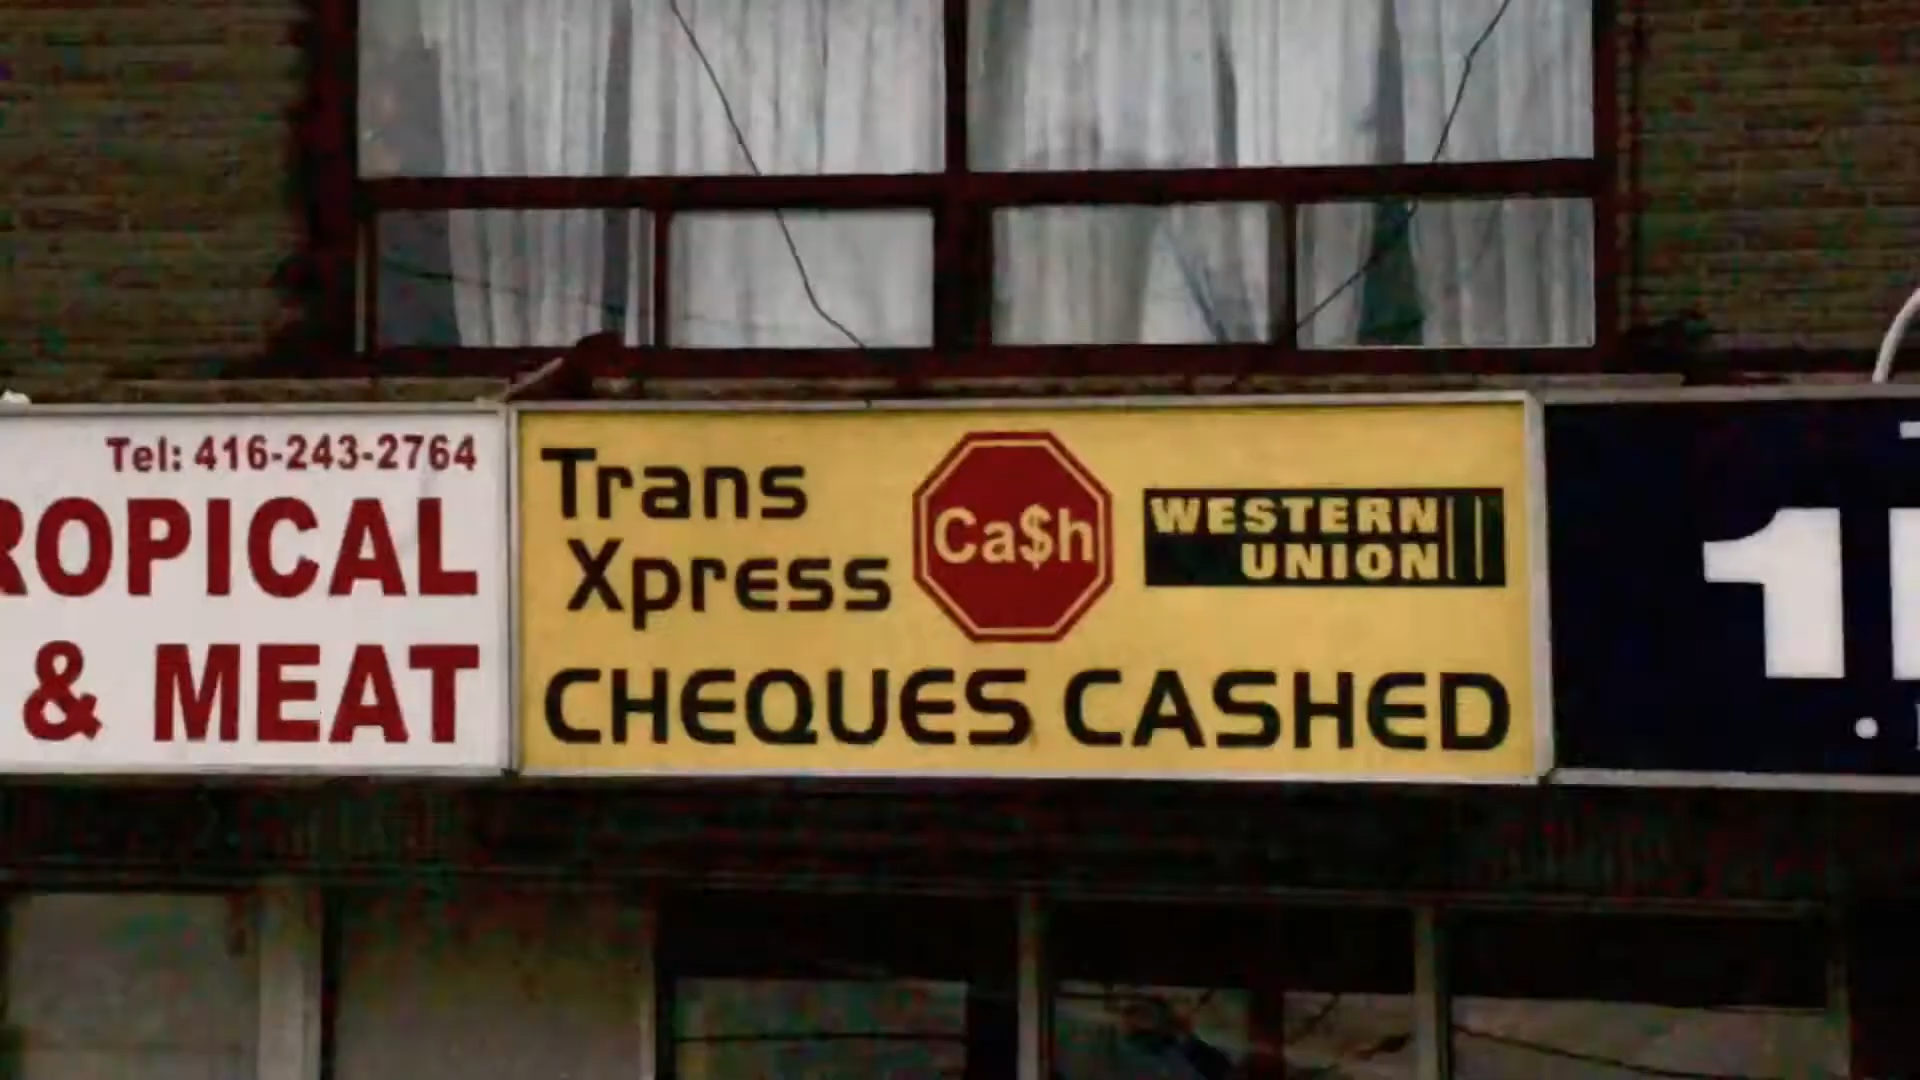 Tel: 416-243-2764
ROPICAL
& MEAT
Trans
Xpress
Ca$h
WESTERN
UNION
CHEQUES CASHED
1